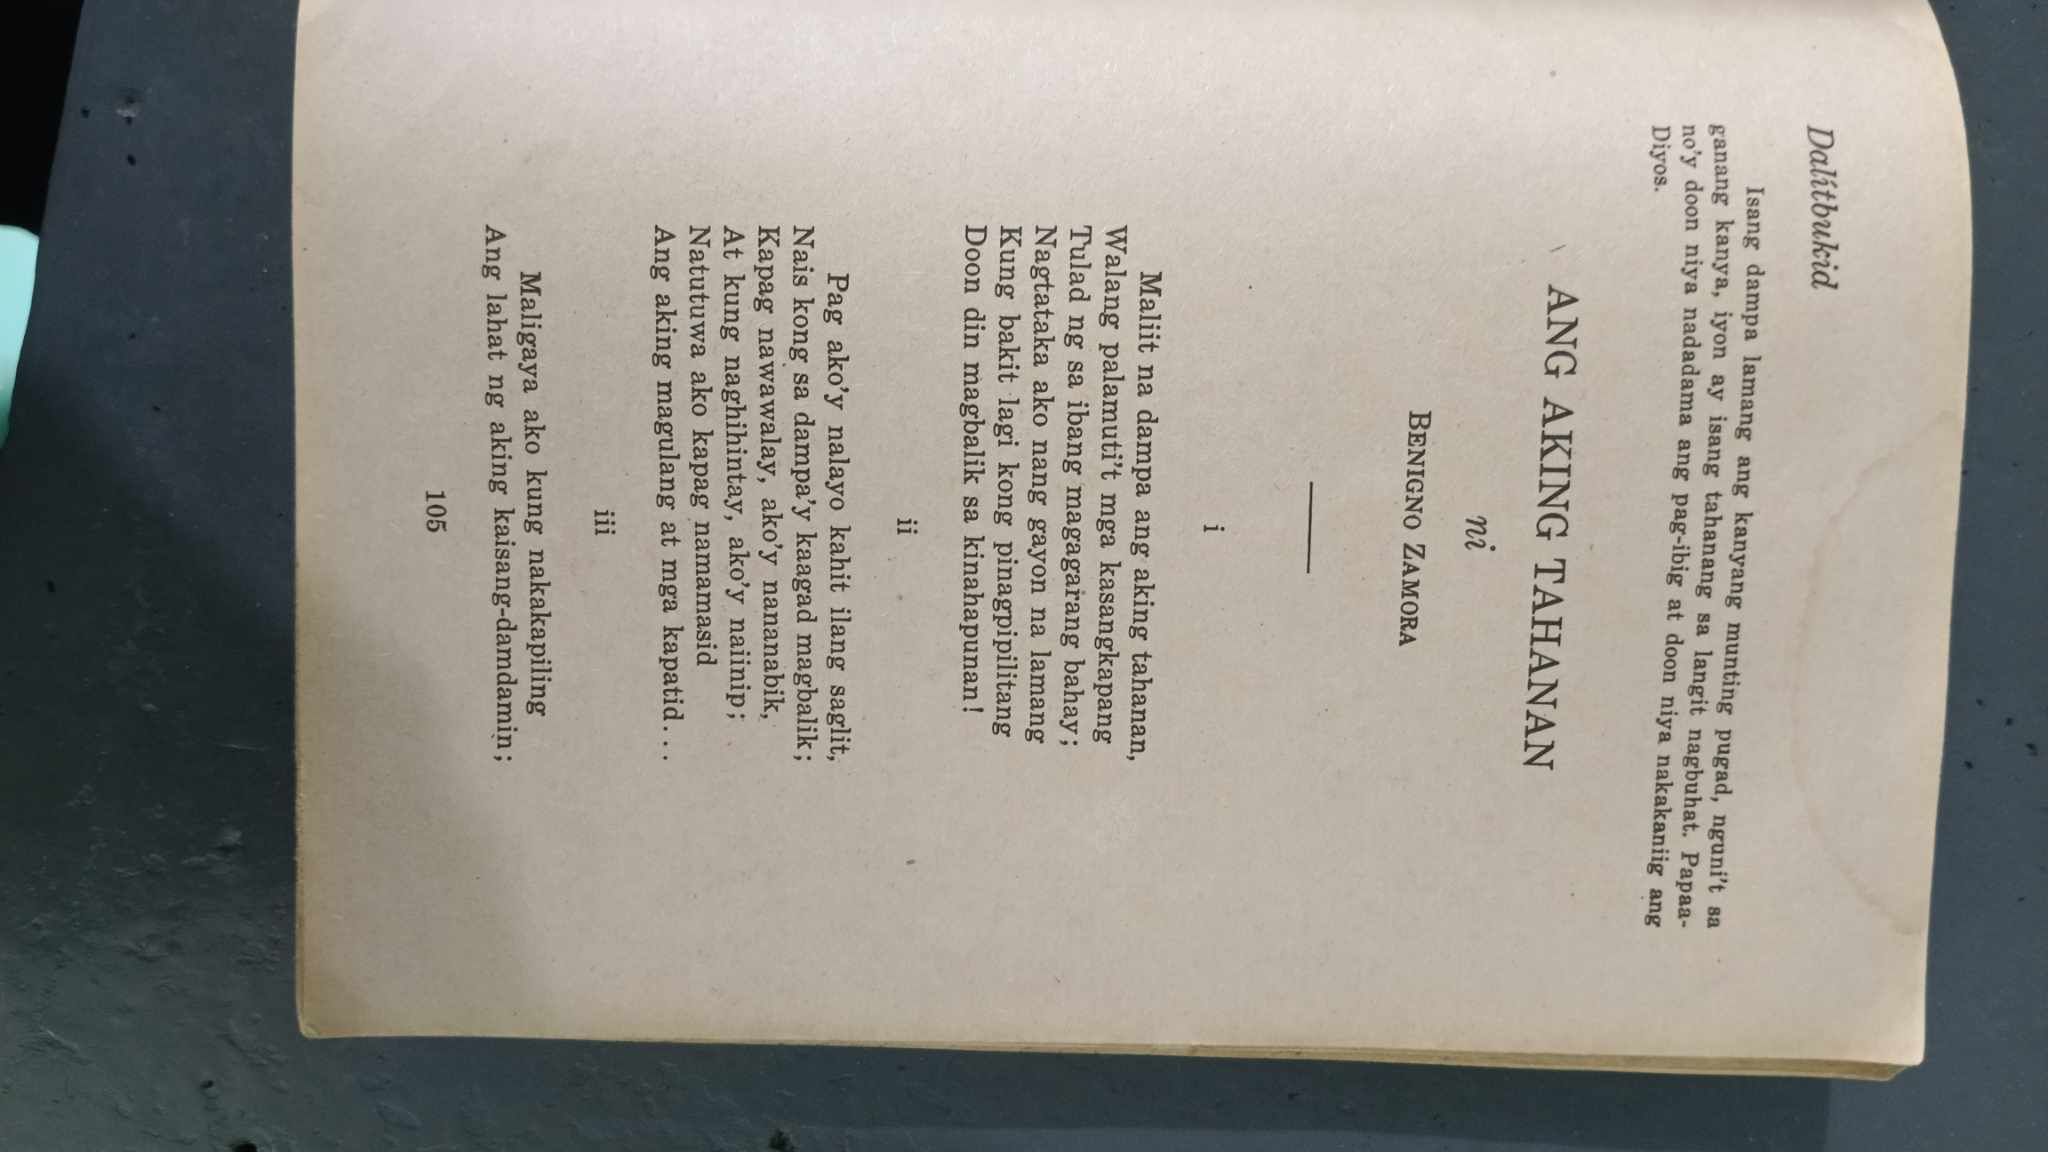 Dalítbukid
Isang dampa lamang ang kanyang munting pugad, nguni't sa
ganang kanya, iyon ay isang tahanang sa langit nagbuhat. Papaa-
no'y doon niya nadadama ang pag-ibig at doon niya nakakaniig ang
Diyos.
ANG AKING TAHANAN
ni
BENIGNO ZAMORA
i
Maliit na dampa ang aking tahanan,
Walang palamuti't mga kasangkapang
Tulad ng sa ibang magagarang bahay;
Nagtataka ako nang gayon na lamang
Kung bakit lagi kong pinagpipilitang
Doon din magbalik sa kinahapunan!
ii
Pag ako'y nalayo kahit ilang saglit,
Nais kong sa dampa'y kaagad magbalik;
Kapag nawawalay, ako'y nananabik,
At kung naghihintay, ako'y naiinip;
Natutuwa ako kapag namamasid
Ang aking magulang at mga kapatid...
iii
Maligaya ako kung nakakapiling
Ang lahat ng aking kaisang-damdamin;
105